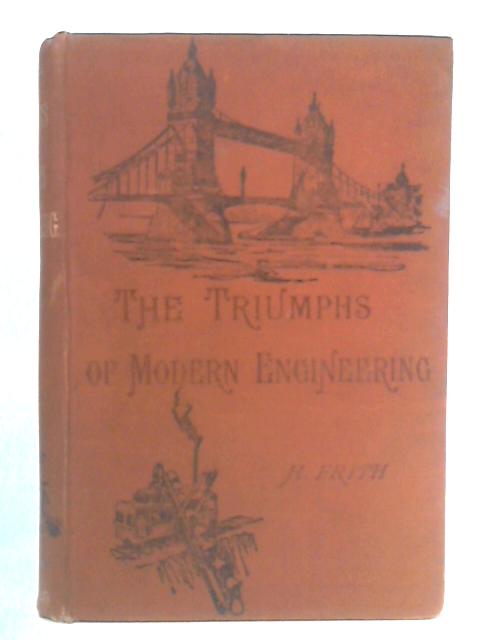 THE TRIUMPHS
OF MODERN ENGINEERING
H. FRITH